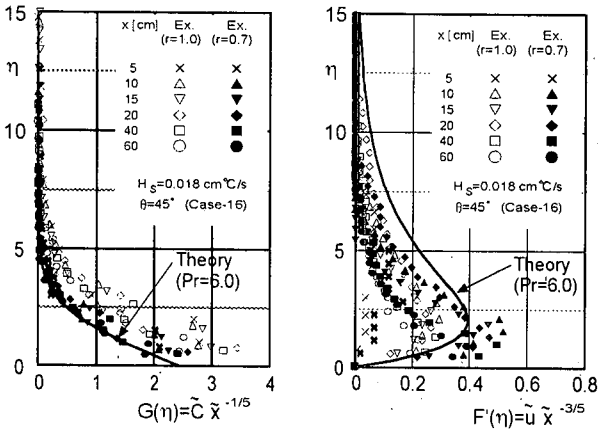 15
η
10
5
0
x [cm] Ex. (r=1.0) Ex. (r=0.7)
5
10
15
20
40
60
H_S=0.018 cm°C/s
θ=45° (Case-16)
Theory
(Pr=6.0)
0 1 2 3 4
G(η)=C̃ x̃ ^-1/5
15
η
10
5
0
x [cm] Ex. (r=1.0) Ex. (r=0.7)
5
10
15
20
40
60
H_S=0.018 cm°C/s
θ=45° (Case-16)
Theory
(Pr=6.0)
0 0.2 0.4 0.6 0.8
F'(η)=ũ x̃ ^-3/5